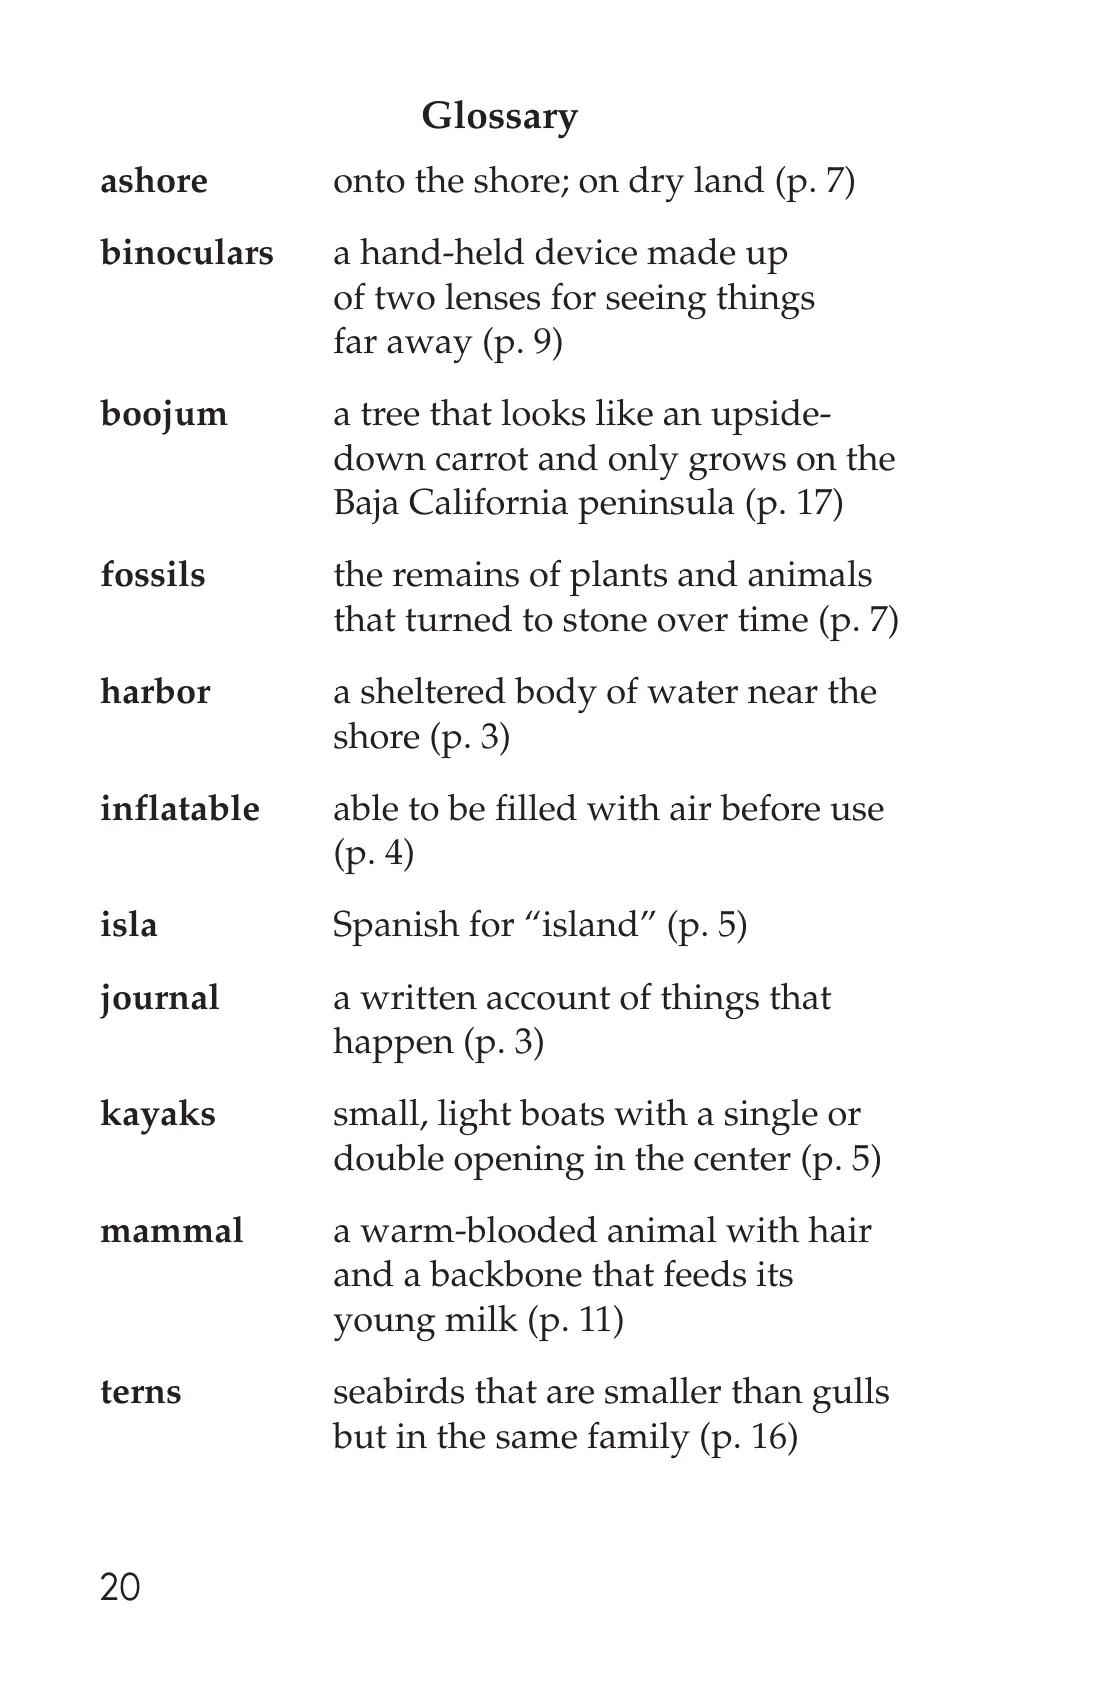 Glossary
ashore onto the shore; on dry land (p. 7)
binoculars a hand-held device made up
of two lenses for seeing things
far away (p. 9)
boojum a tree that looks like an upside-
down carrot and only grows on the
Baja California peninsula (p. 17)
fossils the remains of plants and animals
that turned to stone over time (p. 7)
harbor a sheltered body of water near the
shore (p. 3)
inflatable able to be filled with air before use
(p. 4)
isla Spanish for “island” (p. 5)
journal a written account of things that
happen (p. 3)
kayaks small, light boats with a single or
double opening in the center (p. 5)
mammal a warm-blooded animal with hair
and a backbone that feeds its
young milk (p. 11)
terns seabirds that are smaller than gulls
but in the same family (p. 16)
20